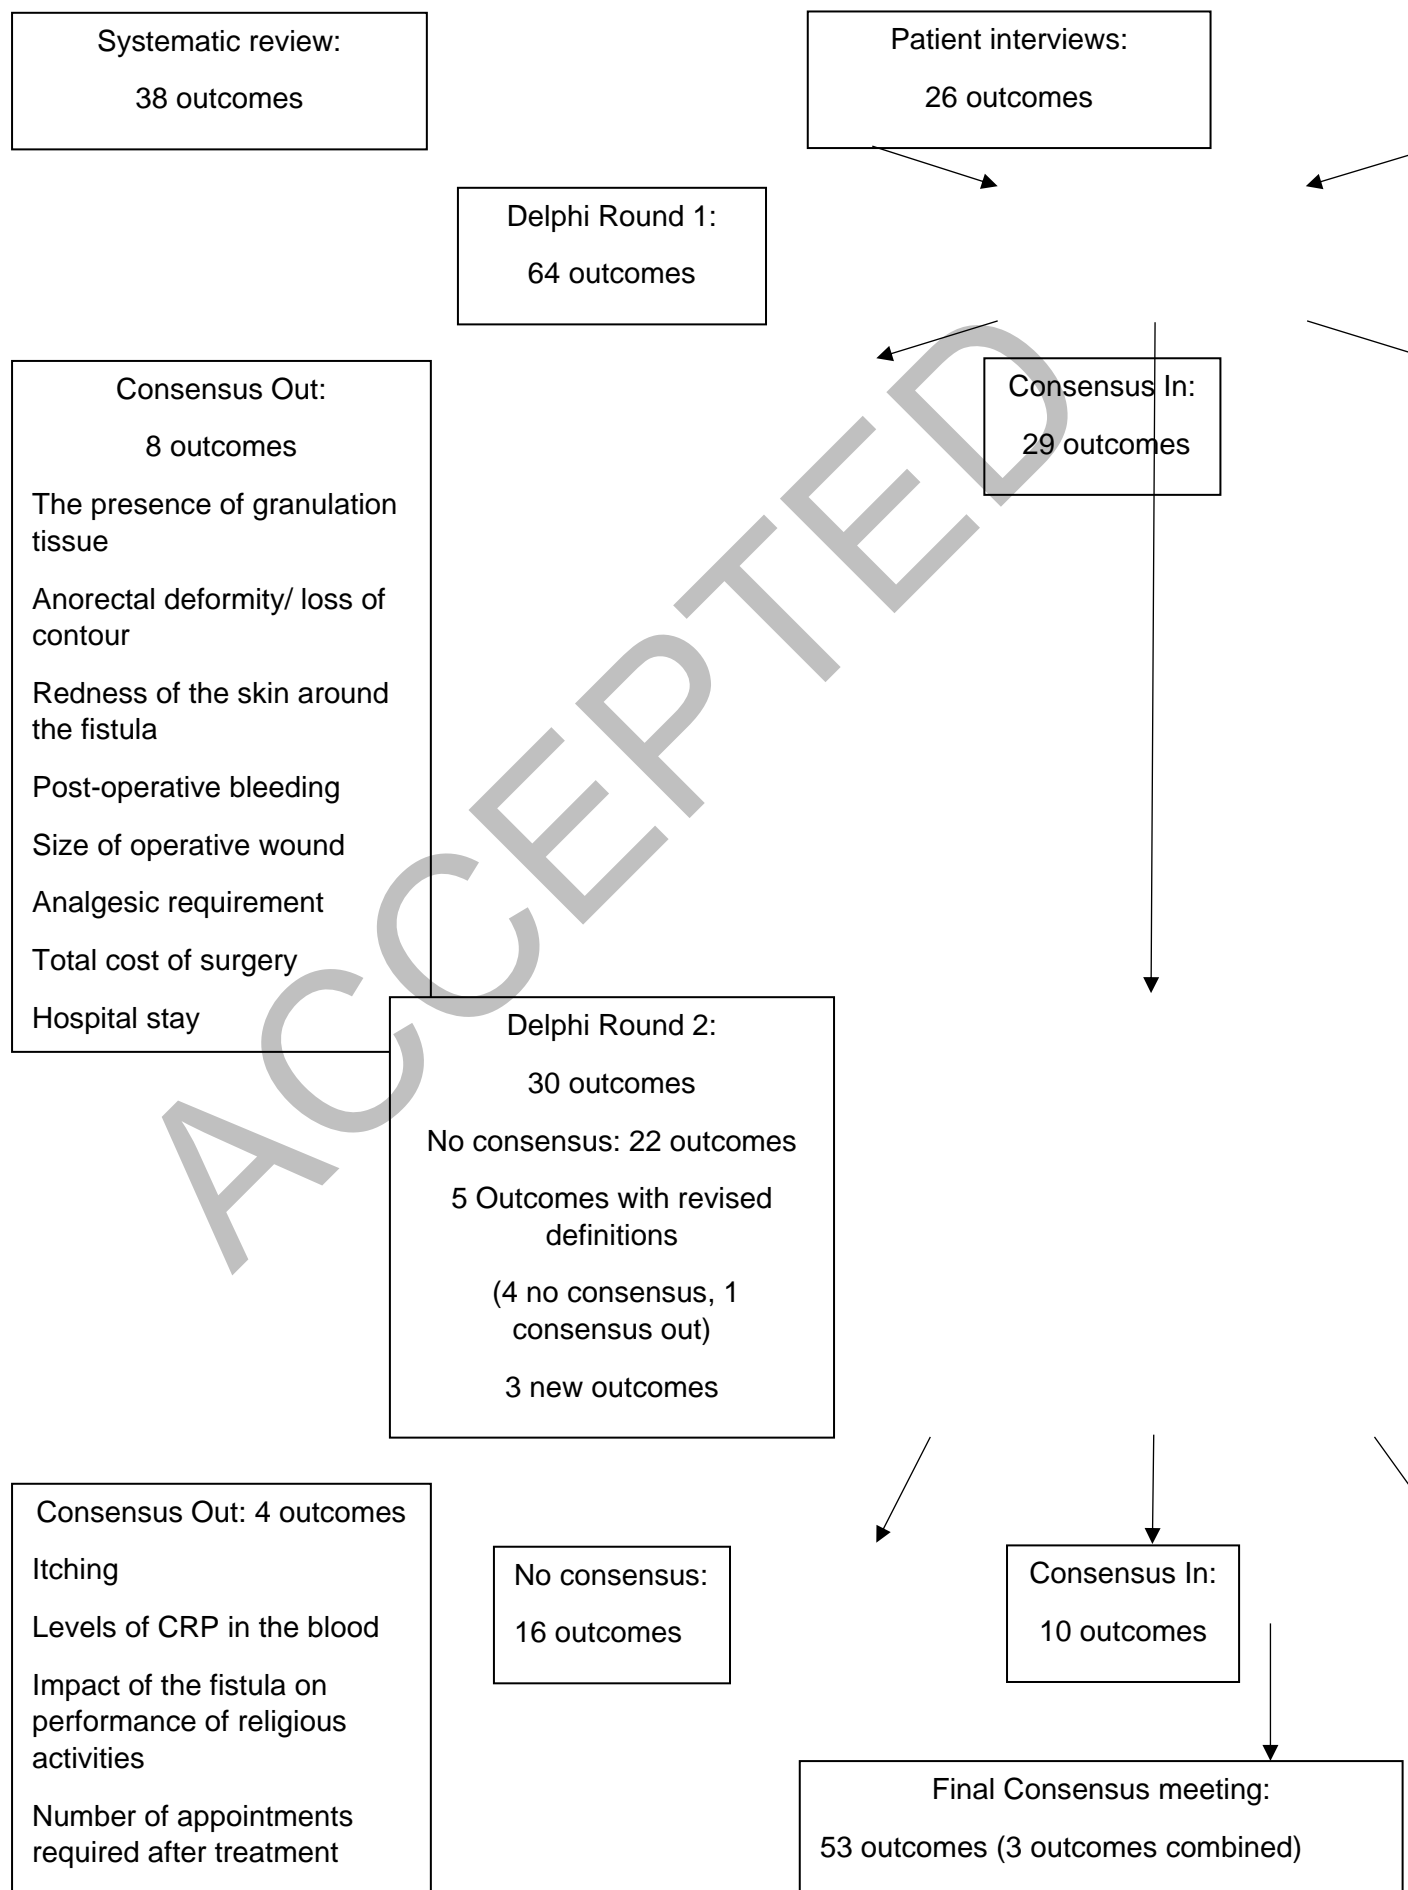 Systematic review:
38 outcomes
Patient interviews:
26 outcomes
Delphi Round 1:
64 outcomes
Consensus Out:
8 outcomes
The presence of granulation
tissue
Anorectal deformity/ loss of
contour
Redness of the skin around
the fistula
Post-operative bleeding
Size of operative wound
Analgesic requirement
Total cost of surgery
Hospital stay
Consensus In:
29 outcomes
Delphi Round 2:
30 outcomes
No consensus: 22 outcomes
5 Outcomes with revised
definitions
(4 no consensus, 1
consensus out)
3 new outcomes
Consensus Out: 4 outcomes
Itching
Levels of CRP in the blood
Impact of the fistula on
performance of religious
activities
Number of appointments
required after treatment
No consensus:
16 outcomes
Consensus In:
10 outcomes
Final Consensus meeting:
53 outcomes (3 outcomes combined)
ACCEPTED